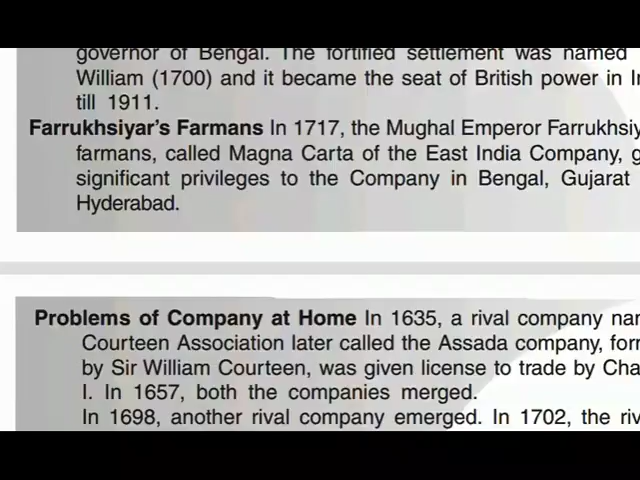 governor of Bengal. The fortified settlement was named
William (1700) and it became the seat of British power in
till 1911.
Farrukhsiyar's Farmans In 1717, the Mughal Emperor
farmans, called Magna Carta of the East India Company,
significant privileges to the Company in Bengal, Gujarat
Hyderabad.
Problems of Company at Home In 1635, a rival company
Courteen Association later called the Assada company,
by Sir William Courteen, was given license to trade by
I. In 1657, both the companies merged.
In 1698, another rival company emerged. In 1702, the